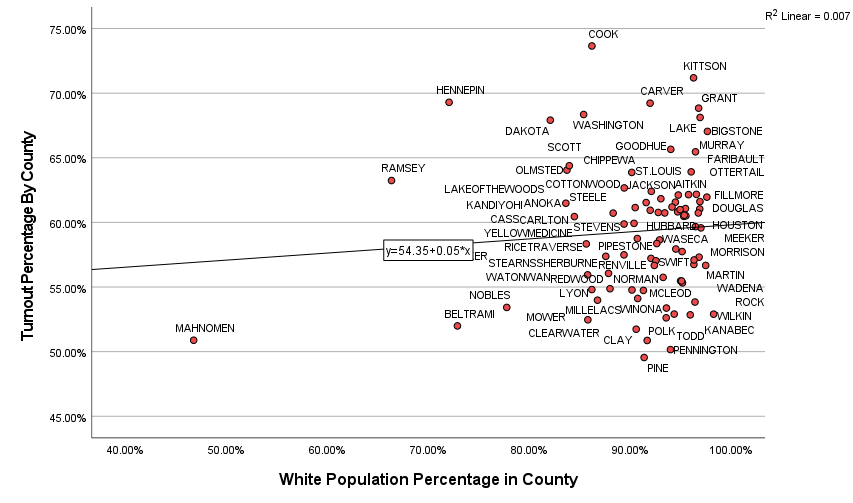 R² Linear = 0.007
Turnout Percentage By County
75.00%
70.00%
65.00%
60.00%
55.00%
50.00%
45.00%
COOK
KITTSON
HENNEPIN
CARVER
GRANT
DAKOTA
WASHINGTON
LAKE
BIGSTONE
SCOTT
GOODHUE
MURRAY
CHIPPEWA
FARIBAULT
RAMSEY
OLMSTED
ST.LOUIS
OTTERTAIL
LAKEOFTHEWOODS
COTTONWOOD
JACKSON
AITKIN
STEELE
FILLMORE
KANDIYOHI
ANOKA
DOUGLAS
CASS
CARLTON
STEVENS
HUBBARD
HOUSTON
YELLOWMEDICINE
WASECA
MEEKER
RICE
TRAVERSE
PIPESTONE
MORRISON
y=54.35+0.05*x
ER
STEARNS
SHERBURNE
RENVILLE
SWIFT
WATONWAN
REDWOOD
NORMAN
MARTIN
WADENA
NOBLES
LYON
MCLEOD
ROCK
BELTRAMI
MOWER
MILLELACS
WINONA
WILKIN
MAHNOMEN
CLEARWATER
CLAY
POLK
TODD
KANABEC
PENNINGTON
PINE
40.00%
50.00%
60.00%
70.00%
80.00%
90.00%
100.00%
White Population Percentage in County